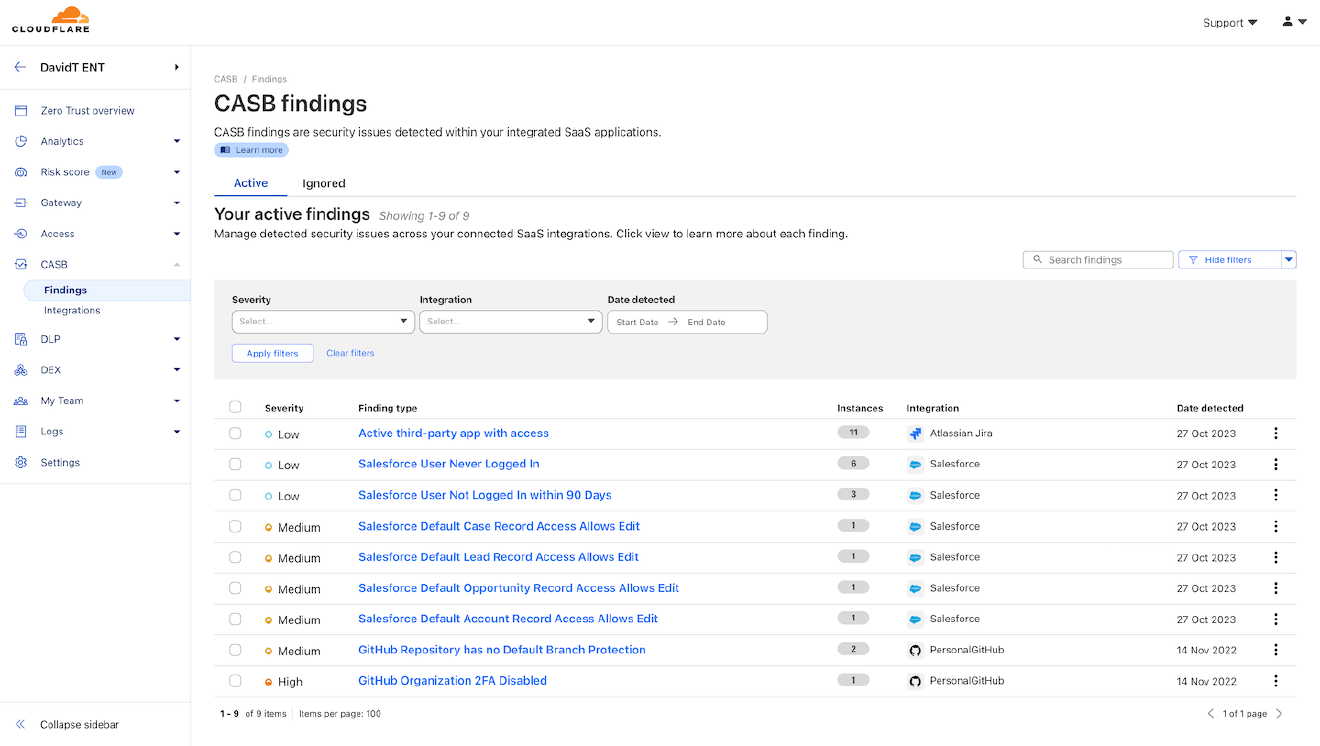 CLOUDFLARE
Support
DavidT ENT
Zero Trust overview
Analytics
Risk score New
Gateway
Access
CASB
Findings
Integrations
DLP
DEX
My Team
Logs
Settings
Collapse sidebar
CASB / Findings
CASB findings
CASB findings are security issues detected within your integrated SaaS applications.
Learn more
Active Ignored
Your active findings Showing 1-9 of 9
Manage detected security issues across your connected SaaS integrations. Click view to learn more about each finding.
Search findings Hide filters
Severity Integration Date detected
Select... Select... Start Date → End Date
Apply filters Clear filters
Severity Finding type Instances Integration Date detected
Low Active third-party app with access 11 Atlassian Jira 27 Oct 2023
Low Salesforce User Never Logged In 6 Salesforce 27 Oct 2023
Low Salesforce User Not Logged In within 90 Days 3 Salesforce 27 Oct 2023
Medium Salesforce Default Case Record Access Allows Edit 1 Salesforce 27 Oct 2023
Medium Salesforce Default Lead Record Access Allows Edit 1 Salesforce 27 Oct 2023
Medium Salesforce Default Opportunity Record Access Allows Edit 1 Salesforce 27 Oct 2023
Medium Salesforce Default Account Record Access Allows Edit 1 Salesforce 27 Oct 2023
Medium GitHub Repository has no Default Branch Protection 2 PersonalGitHub 14 Nov 2022
High GitHub Organization 2FA Disabled 1 PersonalGitHub 14 Nov 2022
1 - 9 of 9 items Items per page: 100 1 of 1 page